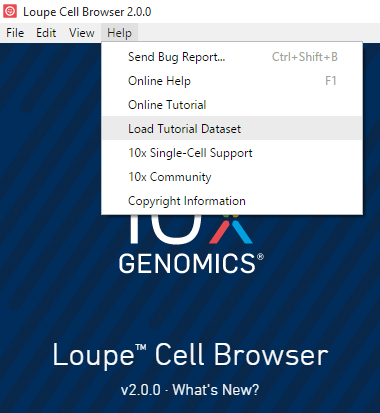 Loupe Cell Browser 2.0.0
File Edit View Help
Send Bug Report... Ctrl+Shift+B
Online Help F1
Online Tutorial
Load Tutorial Dataset
10x Single-Cell Support
10x Community
Copyright Information
10x
GENOMICS®
Loupe™ Cell Browser
v2.0.0 · What's New?